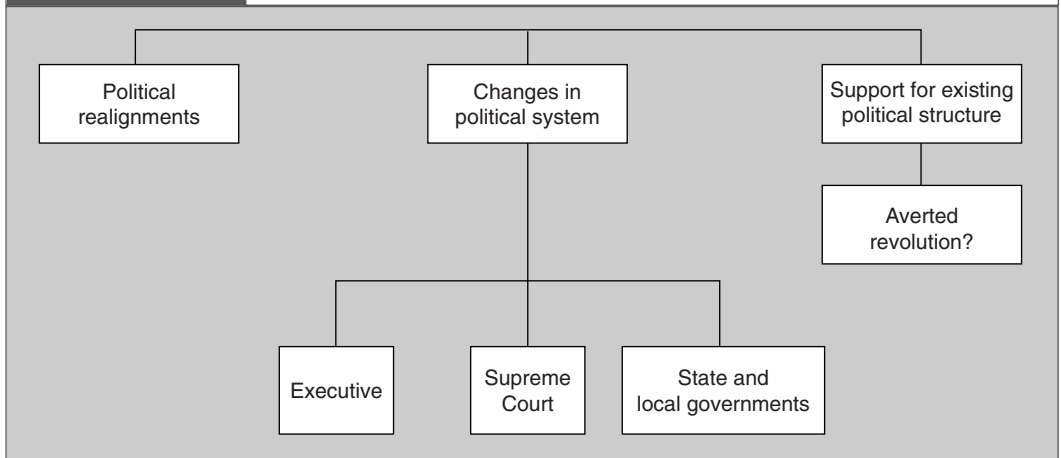 Political
realignments
Changes in
political system
Support for existing
political structure
Averted
revolution?
Executive
Supreme
Court
State and
local governments